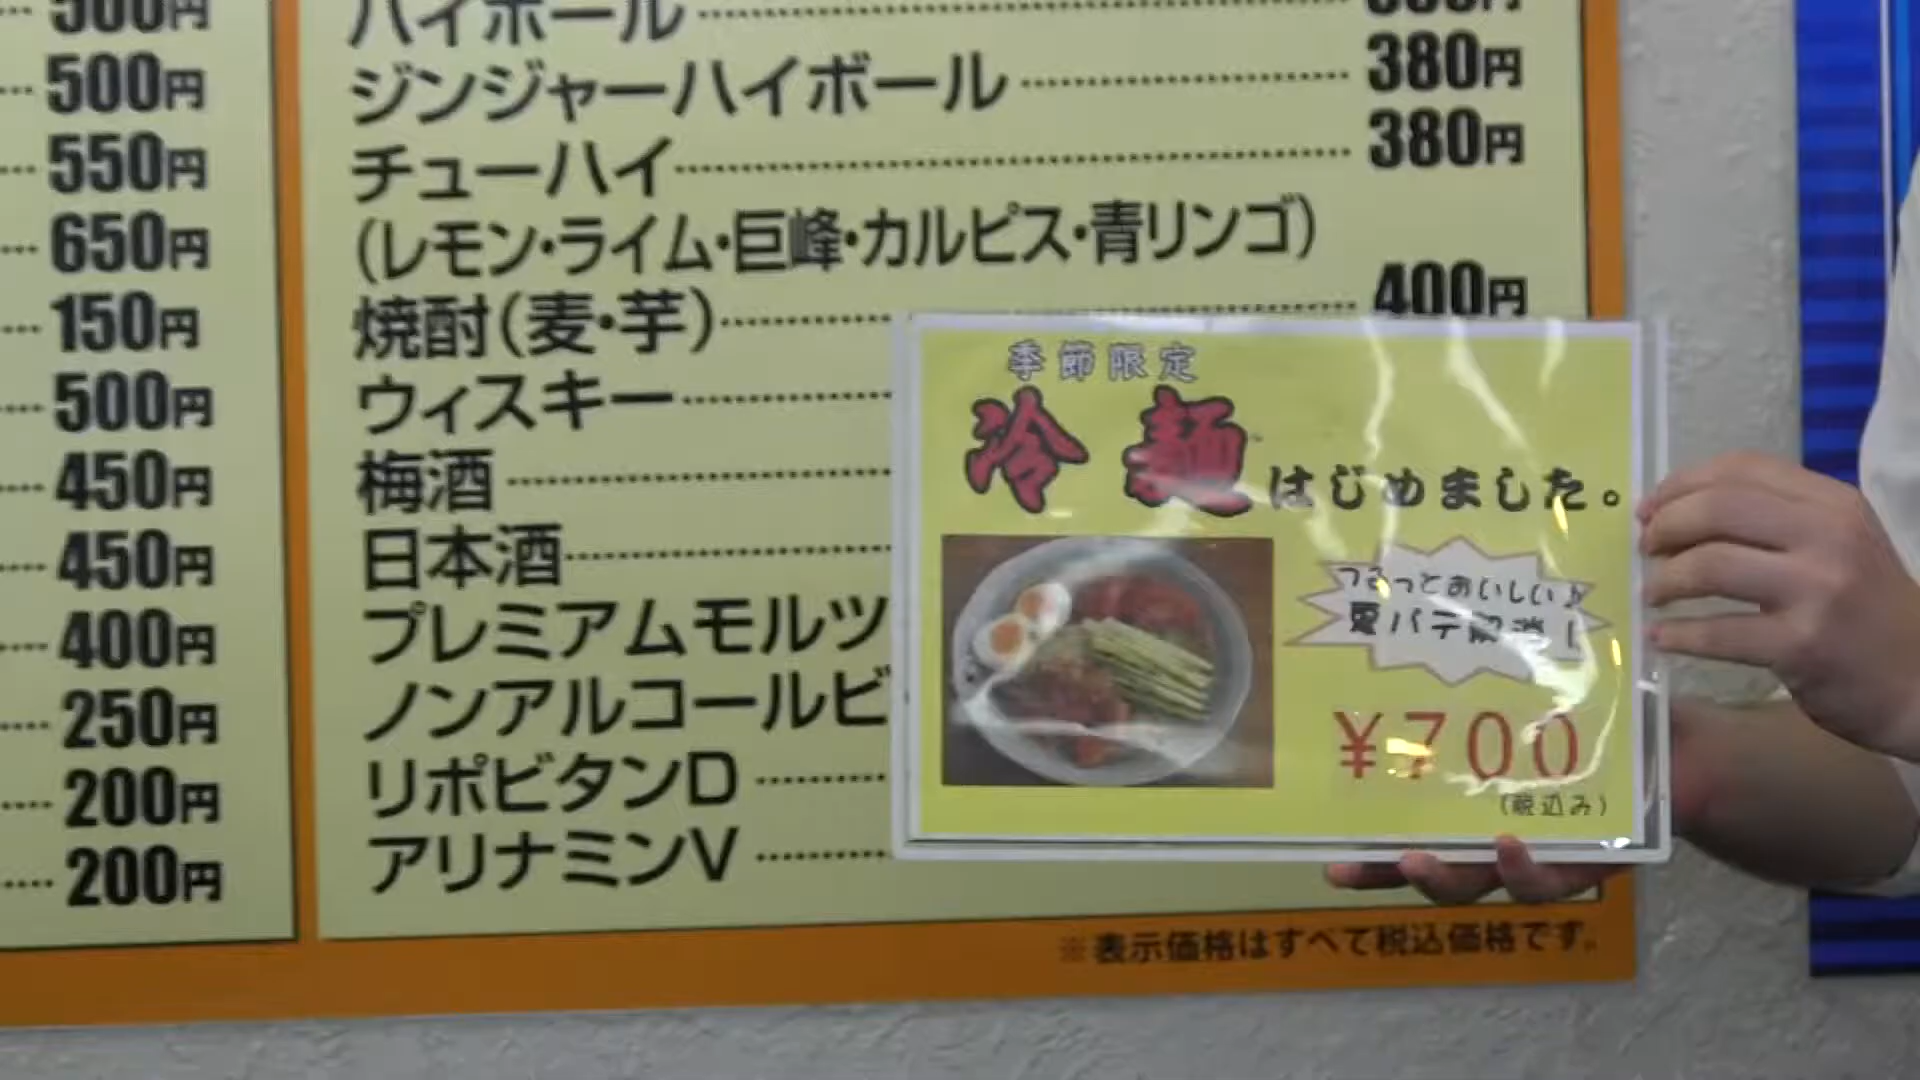 500円
550円
650円
150円
500円
450円
450円
400円
250円
200円
200円
ハイボール
ジンジャーハイボール 380円
チューハイ 380円
(レモン・ライム・巨峰・カルピス・青リンゴ)
焼酎(麦・芋) 400円
ウィスキー
梅酒
日本酒
プレミアムモルツ
ノンアルコールビ
リポビタンD
アリナミンV
※表示価格はすべて税込価格です。
季節限定
冷麺はじめました。
つるっとおいしい♪
夏バテ解消!
¥700
(税込み)